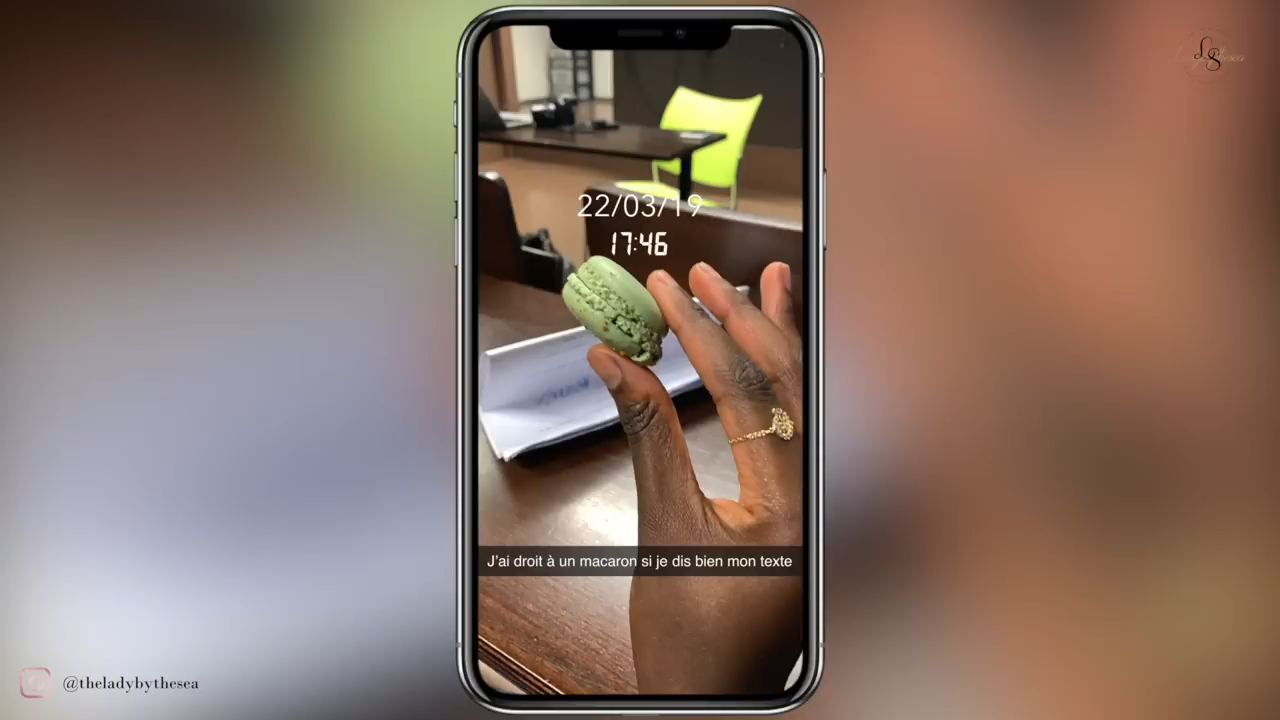 22/03/19
17:46
J'ai droit à un macaron si je dis bien mon texte
@theladybythesea